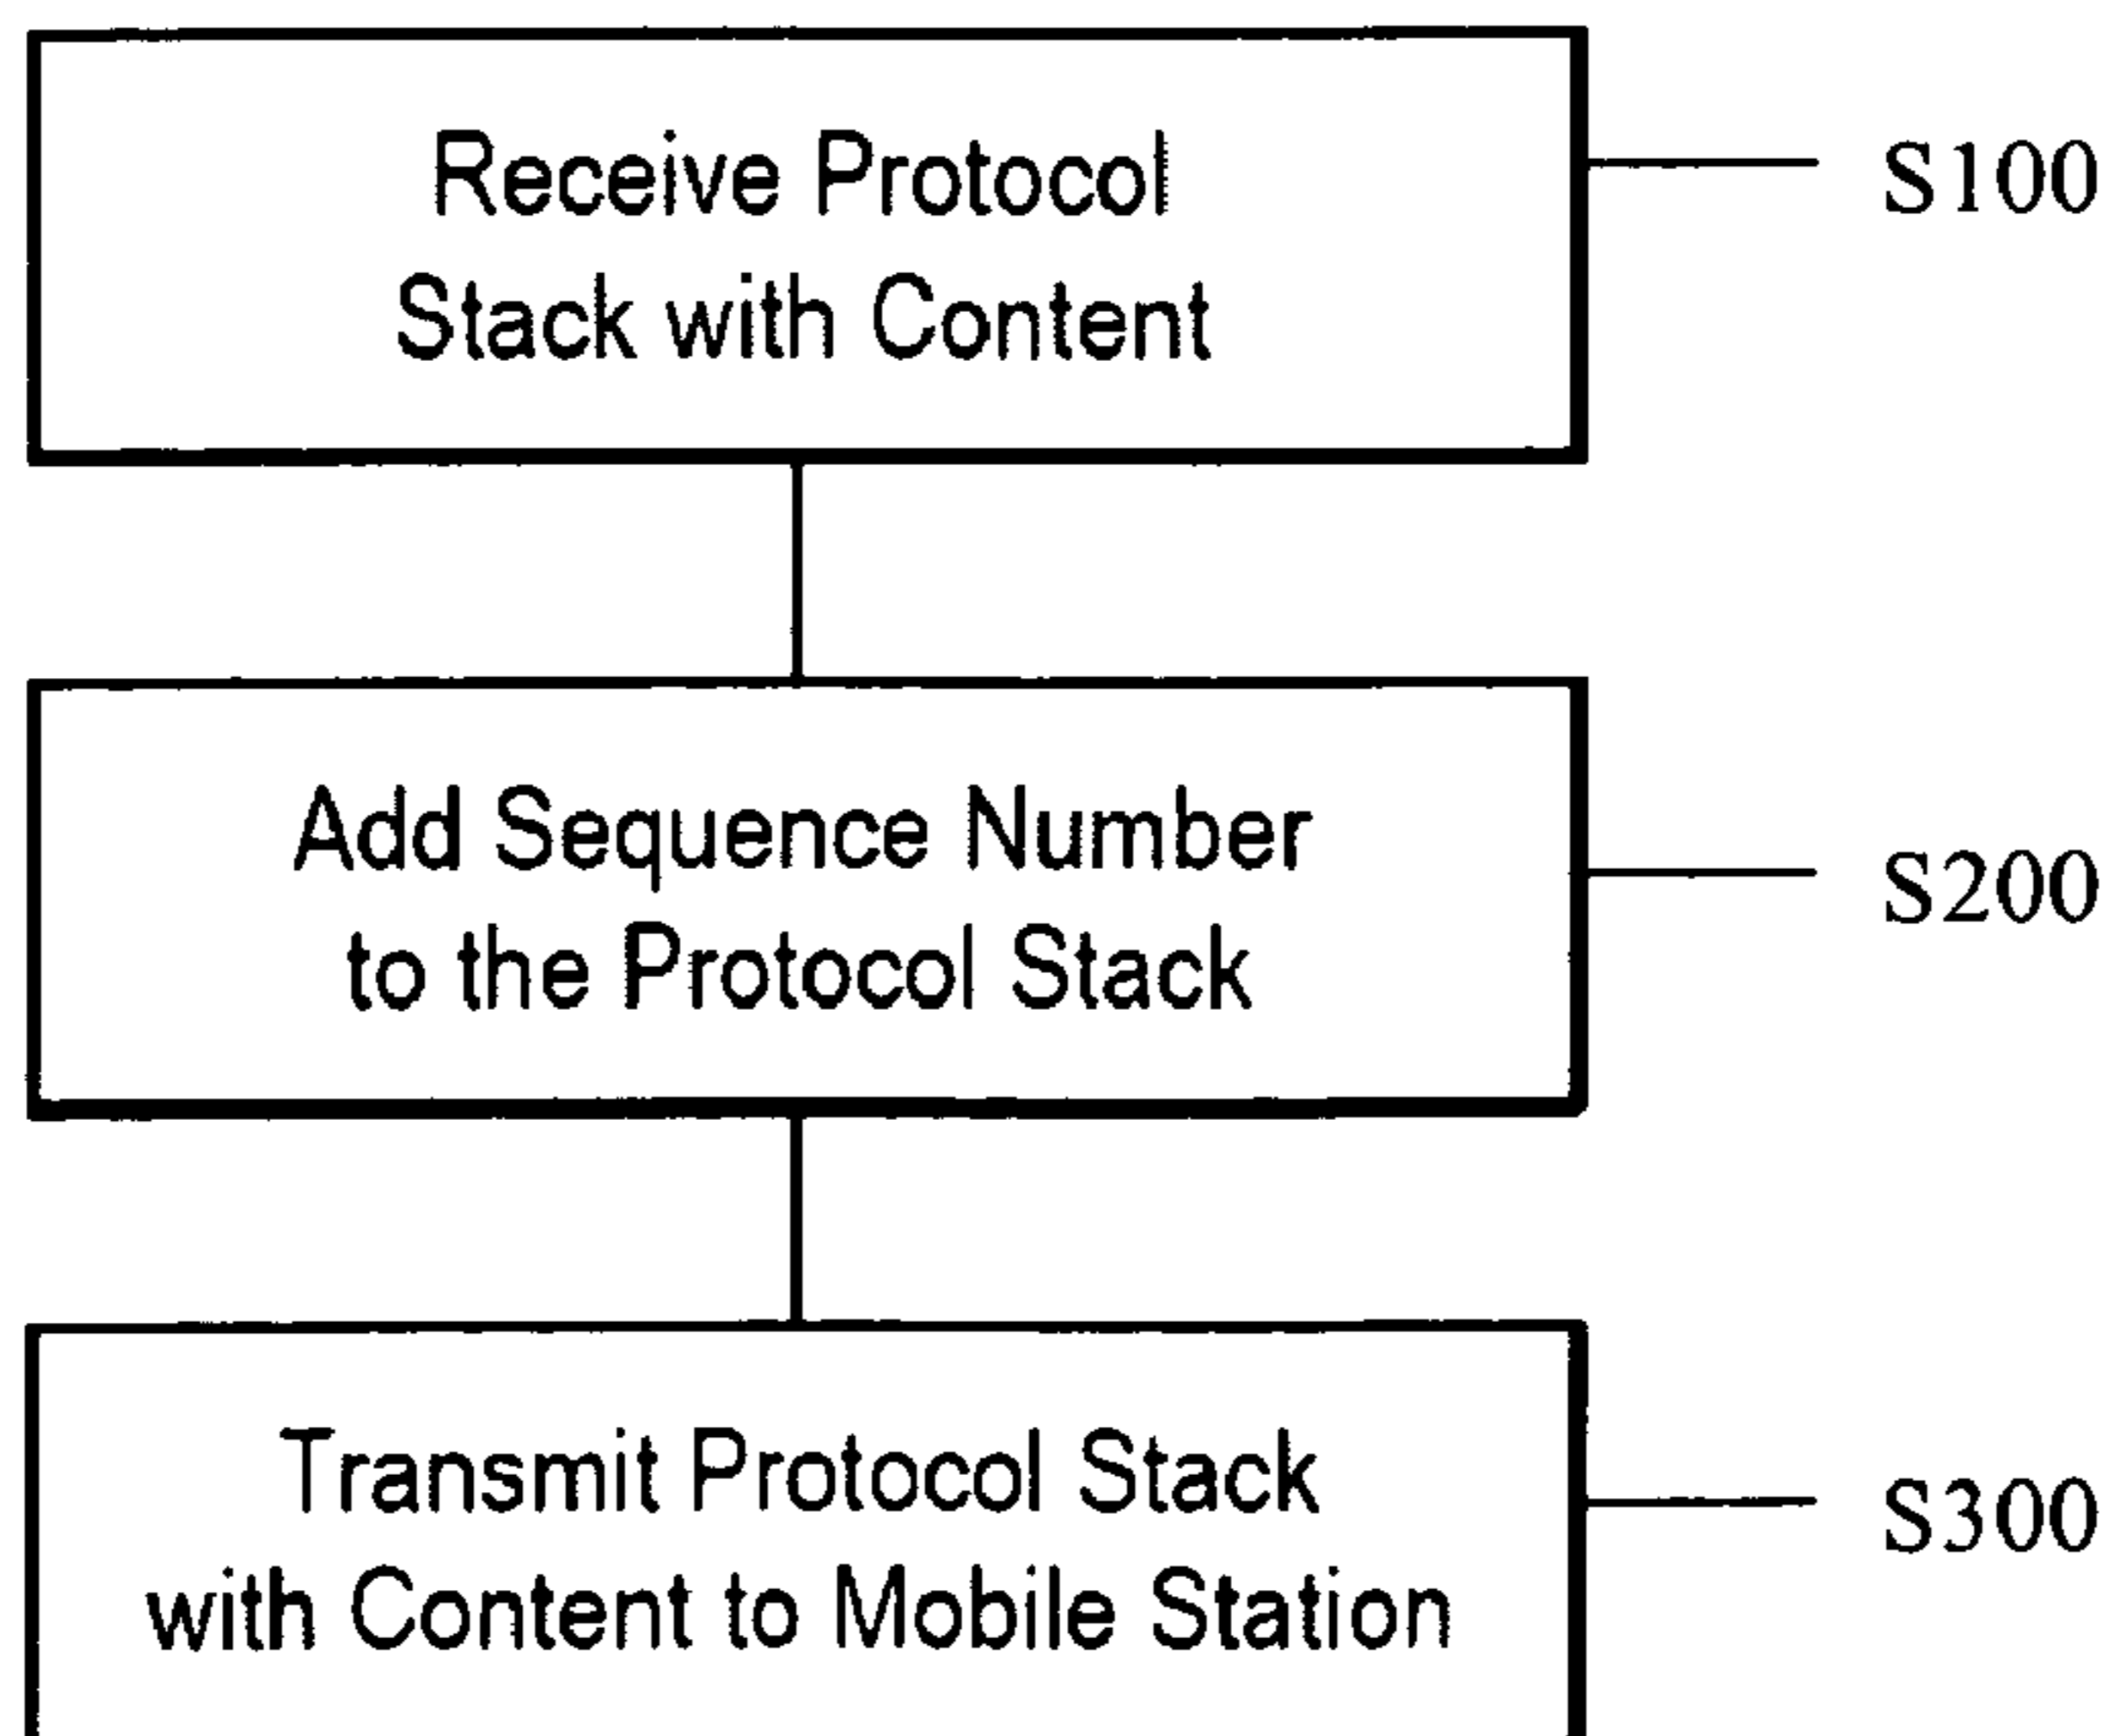 Receive Protocol
Stack with Content
S100
Add Sequence Number
to the Protocol Stack
S200
Transmit Protocol Stack
with Content to Mobile Station
S300